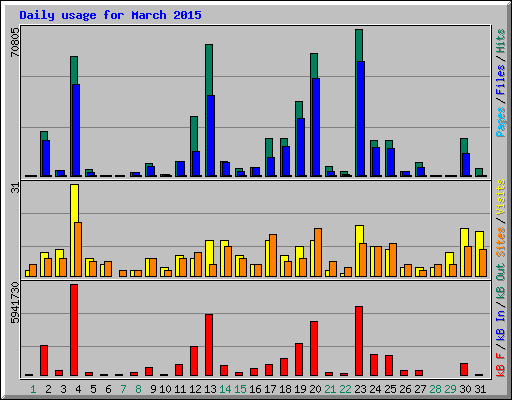 Daily usage for March 2015
70805
Pages / Files / Hits
31
Sites / Visits
5941730
kB F / kB In / kB Out
1 2 3 4 5 6 7 8 9 10 11 12 13 14 15 16 17 18 19 20 21 22 23 24 25 26 27 28 29 30 31